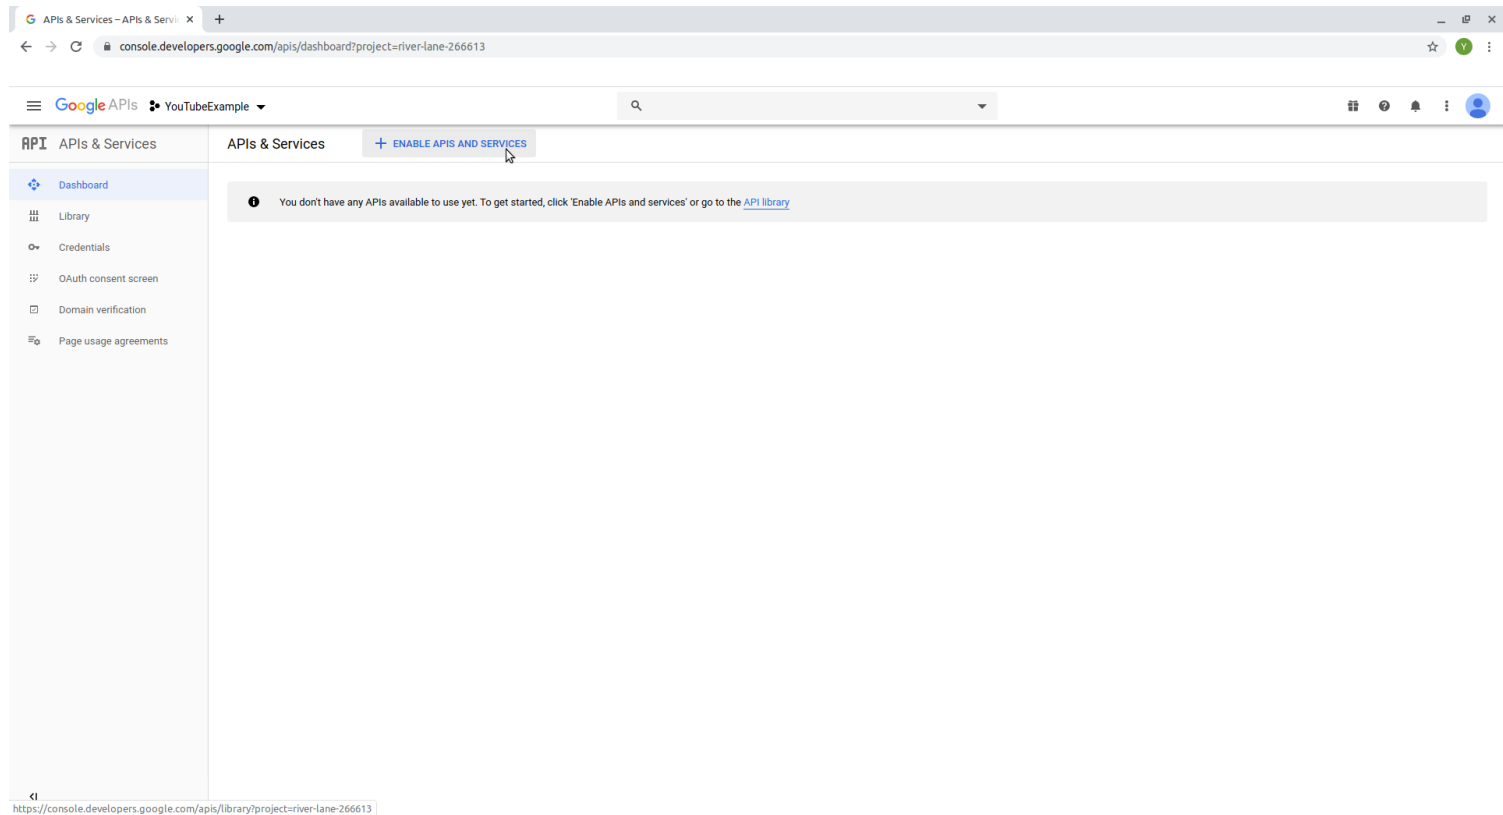 APIs & Services – APIs & Servic
console.developers.google.com/apis/dashboard?project=river-lane-266613
Y
Google APIs
YouTubeExample
API APIs & Services
APIs & Services
ENABLE APIS AND SERVICES
Dashboard
You don't have any APIs available to use yet. To get started, click 'Enable APIs and services' or go to the API library
Library
Credentials
OAuth consent screen
Domain verification
Page usage agreements
https://console.developers.google.com/apis/library?project=river-lane-266613